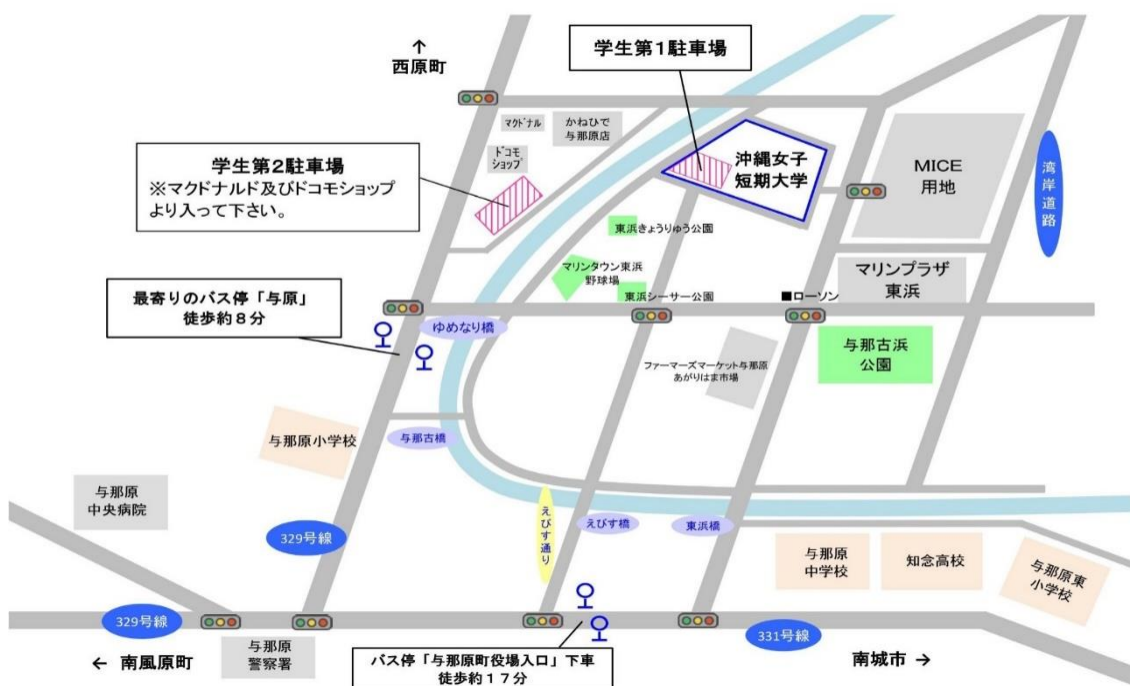 ↑
西原町
学生第1駐車場
マクドナル
かねひで
与那原店
ドコモ
ショップ
学生第2駐車場
※マクドナルド及びドコモショップ
より入って下さい。
沖縄女子
短期大学
MICE
用地
湾岸道路
東浜きょうりゅう公園
マリンタウン東浜
野球場
東浜シーサー公園
■ローソン
マリンプラザ
東浜
最寄りのバス停「与原」
徒歩約8分
ゆめなり橋
与那古浜
公園
ファーマーズマーケット与那原
あがりはま市場
与那原小学校
与那古橋
与那原
中央病院
えびす通り
えびす橋
東浜橋
329号線
与那原
中学校
知念高校
与那原東
小学校
329号線
331号線
与那原
警察署
← 南風原町
バス停「与那原町役場入口」下車
徒歩約17分
南城市 →